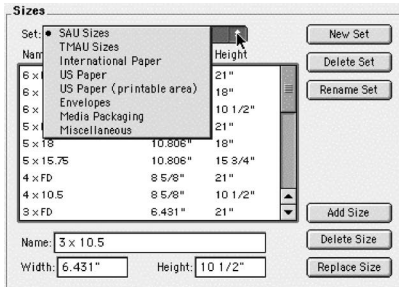 Sizes
Set: SAU Sizes New Set
TMAU Sizes
International Paper
US Paper
US Paper (printable area)
Envelopes
Media Packaging
Miscellaneous
Height
Delete Set
6 x 21"
Rename Set
6 x 18"
6 x 10 1/2"
5 x 21"
5 x 18 10.806" 18"
5 x 15.75 10.806" 15 3/4"
4 x FD 8 5/8" 21"
4 x 10.5 8 5/8" 10 1/2"
3 x FD 6.431" 21"
Add Size
Name: 3 x 10.5 Delete Size
Width: 6.431" Height: 10 1/2" Replace Size